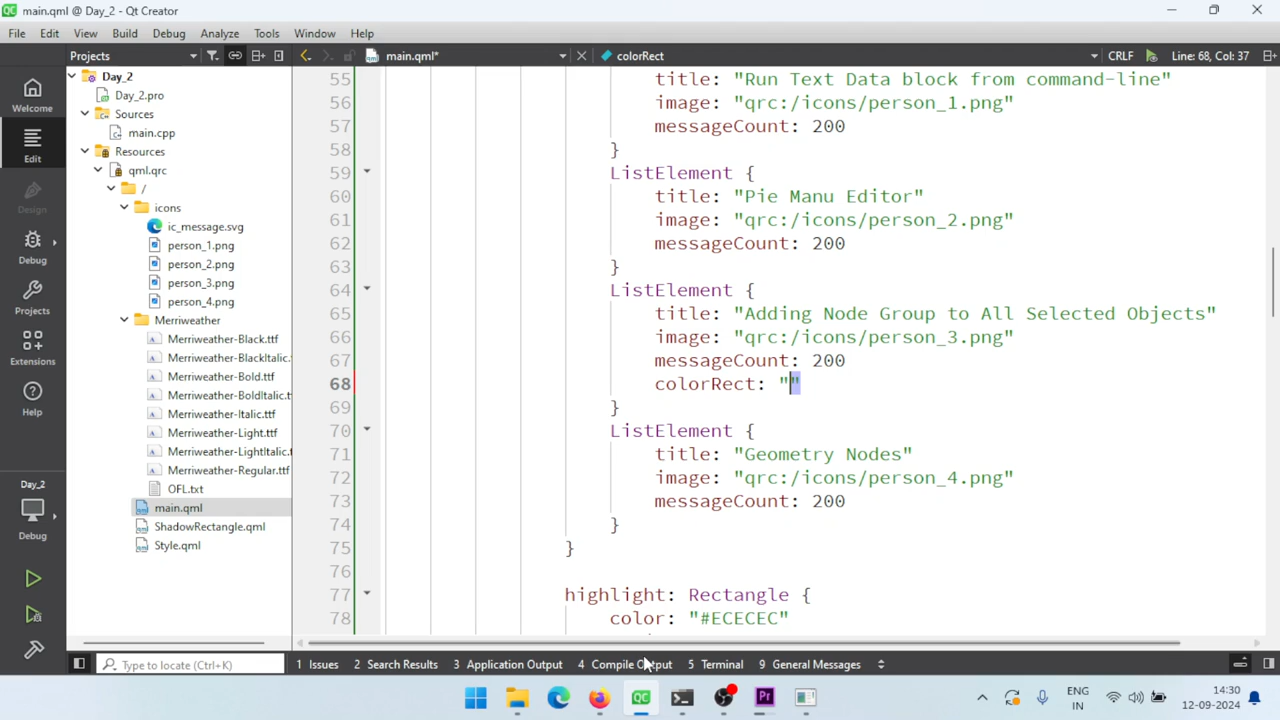 main.qml @ Day_2 - Qt Creator
File Edit View Build Debug Analyze Tools Window Help
Projects main.qml* colorRect CRLF Line: 68, Col: 37
Welcome
Edit
Design
Debug
Projects
Extensions
Help
Day_2
Debug
Day_2
Day_2.pro
Sources
main.cpp
Resources
qml.qrc
/
icons
ic_message.svg
person_1.png
person_2.png
person_3.png
person_4.png
Merriweather
Merriweather-Black.ttf
Merriweather-BlackItalic.t
Merriweather-Bold.ttf
Merriweather-BoldItalic.t
Merriweather-Italic.ttf
Merriweather-Light.ttf
Merriweather-LightItalic.t
Merriweather-Regular.ttf
OFL.txt
main.qml
ShadowRectangle.qml
Style.qml
55 title: "Run Text Data block from command-line"
56 image: "qrc:/icons/person_1.png"
57 messageCount: 200
58 }
59 ListElement {
60 title: "Pie Manu Editor"
61 image: "qrc:/icons/person_2.png"
62 messageCount: 200
63 }
64 ListElement {
65 title: "Adding Node Group to All Selected Objects"
66 image: "qrc:/icons/person_3.png"
67 messageCount: 200
68 colorRect: ""
69 }
70 ListElement {
71 title: "Geometry Nodes"
72 image: "qrc:/icons/person_4.png"
73 messageCount: 200
74 }
75 }
76
77 highlight: Rectangle {
78 color: "#ECECEC"
Type to locate (Ctrl+K) 1 Issues 2 Search Results 3 Application Output 4 Compile Output 5 Terminal 9 General Messages
QC Pr ENG IN 14:30 12-09-2024